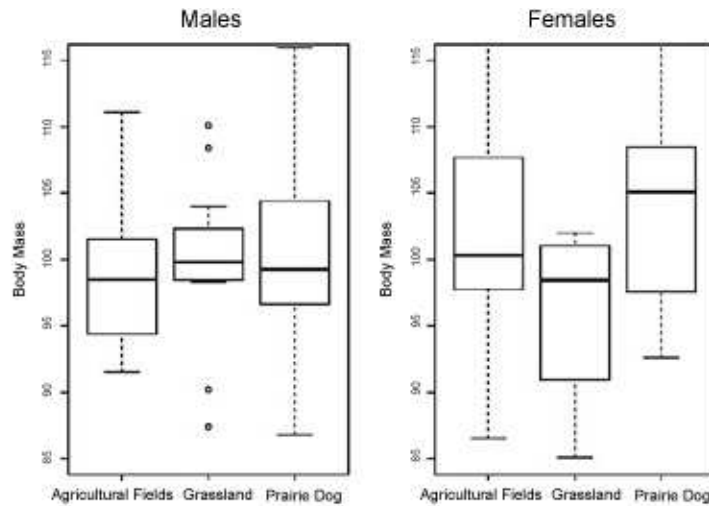 Males
Body Mass
115
110
105
100
95
90
85
Agricultural Fields Grassland Prairie Dog
Females
Body Mass
115
110
105
100
95
90
85
Agricultural Fields Grassland Prairie Dog